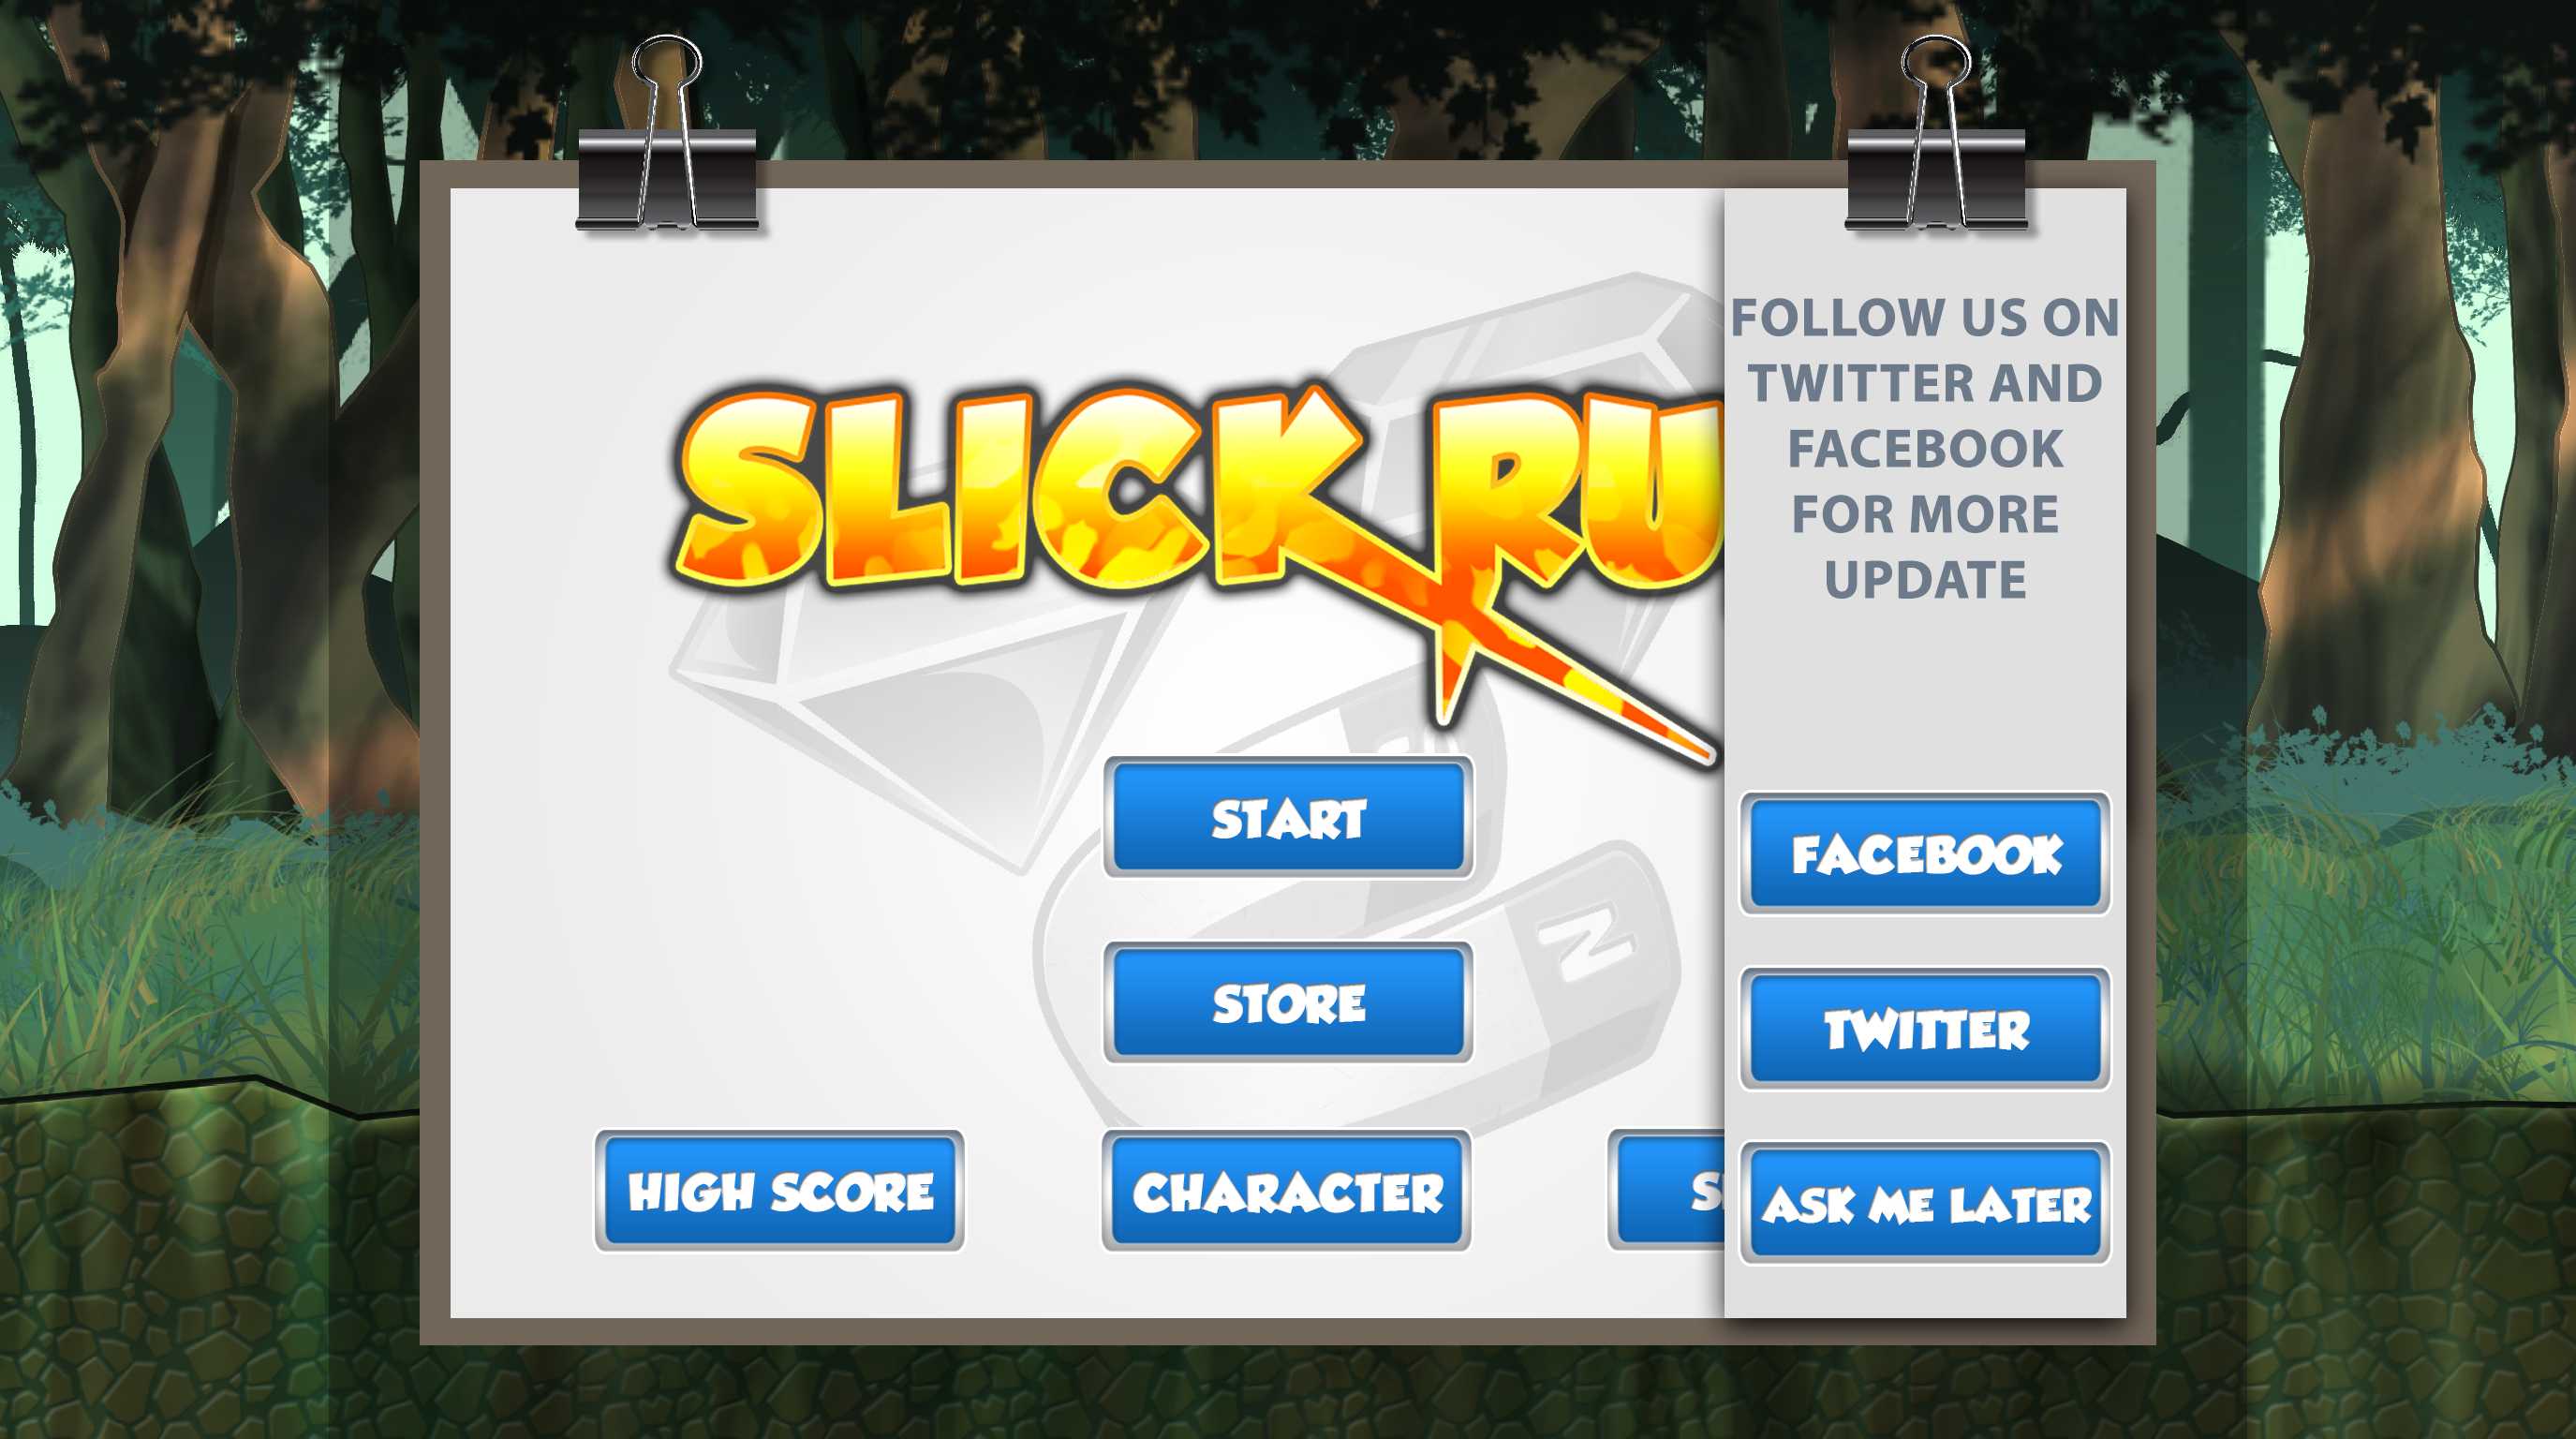 SLICK RU
START
STORE
HIGH SCORE
CHARACTER
FOLLOW US ON
TWITTER AND
FACEBOOK
FOR MORE
UPDATE
FACEBOOK
TWITTER
ASK ME LATER
N